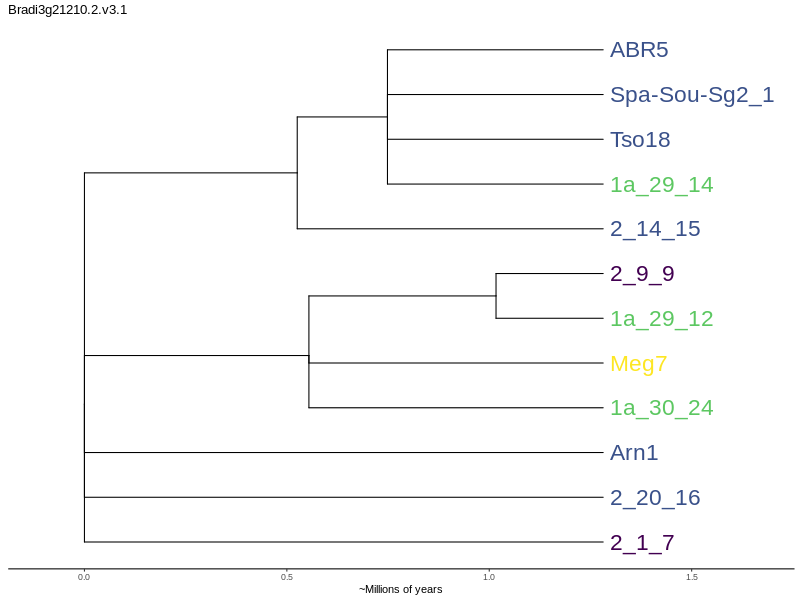 Bradi3g21210.2.v3.1
ABR5
Spa-Sou-Sg2_1
Tso18
1a_29_14
2_14_15
2_9_9
1a_29_12
Meg7
1a_30_24
Arn1
2_20_16
2_1_7
0.0 0.5 1.0 1.5
~Millions of years